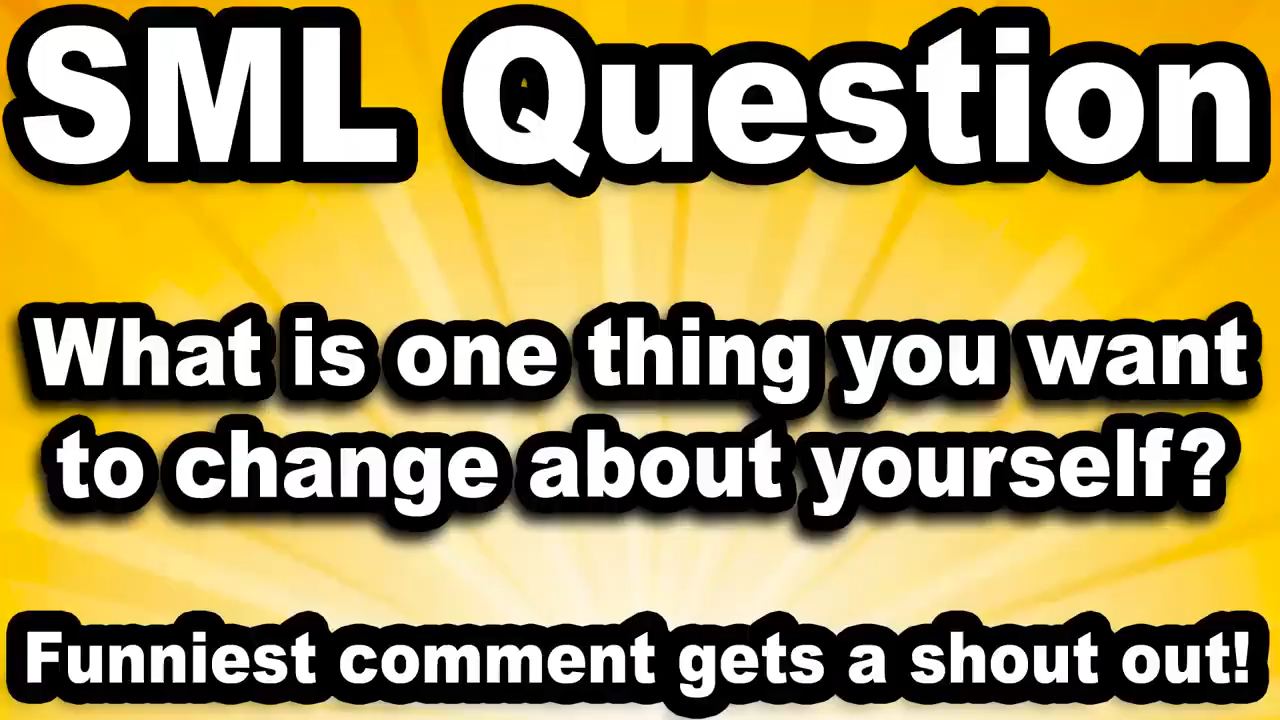 SML Question
What is one thing you want
to change about yourself?
Funniest comment gets a shout out!